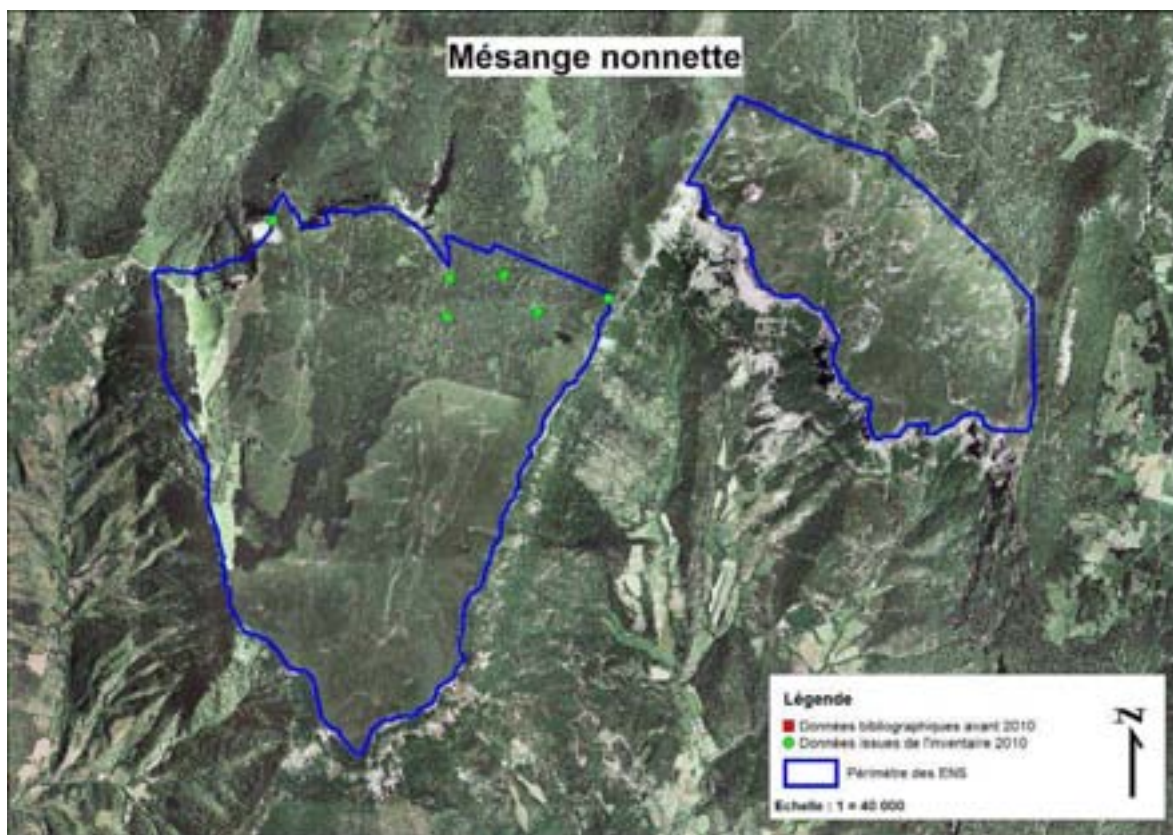 Mésange nonnette
Légende
Données bibliographiques avant 2010
Données issues de l'inventaire 2010
Périmètre des ENS
Echelle : 1 = 40 000
N